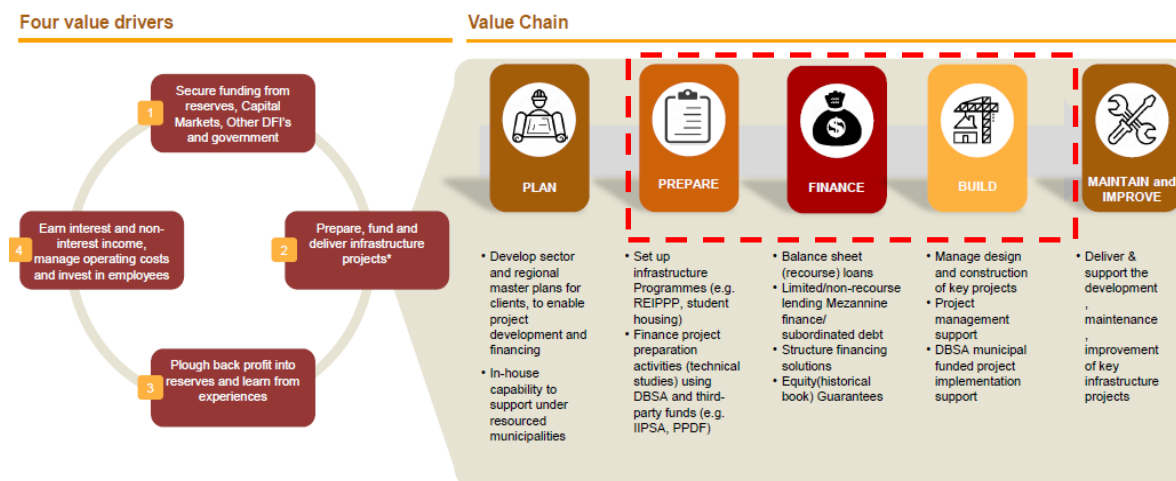 Four value drivers
1
Secure funding from
reserves, Capital
Markets, Other DFI's
and government
2
Prepare, fund and
deliver infrastructure
projects*
3
Plough back profit into
reserves and learn from
experiences
4
Earn interest and non-
interest income,
manage operating costs
and invest in employees
Value Chain
PLAN
• Develop sector
and regional
master plans for
clients, to enable
project
development and
financing
• In-house
capability to
support under
resourced
municipalities
PREPARE
• Set up
infrastructure
Programmes (e.g.
REIPPP, student
housing)
• Finance project
preparation
activities (technical
studies) using
DBSA and third-
party funds (e.g.
IIPSA, PPDF)
$
FINANCE
• Balance sheet
(recourse) loans
• Limited/non-recourse
lending Mezannine
finance/
subordinated debt
• Structure financing
solutions
• Equity(historical
book) Guarantees
BUILD
• Manage design
and construction
of key projects
• Project
management
support
• DBSA municipal
funded project
implementation
support
MAINTAIN and
IMPROVE
• Deliver &
support the
development
,
maintenance
,
improvement
of key
infrastructure
projects